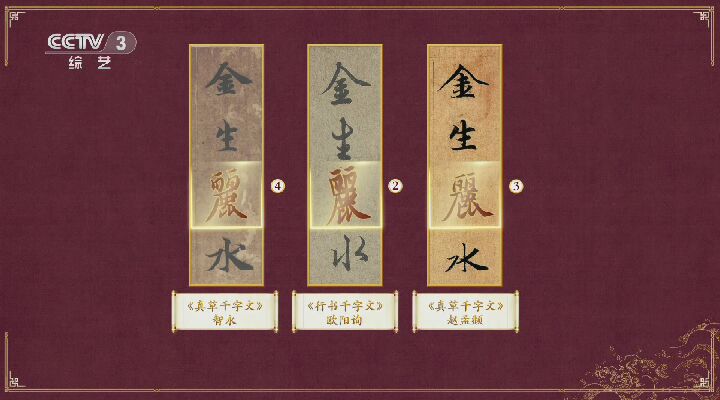 CCTV 3
综艺
金生麗水
④
《真草千字文》
智永
金生麗水
②
《行书千字文》
欧阳询
金生麗水
③
《真草千字文》
赵孟頫